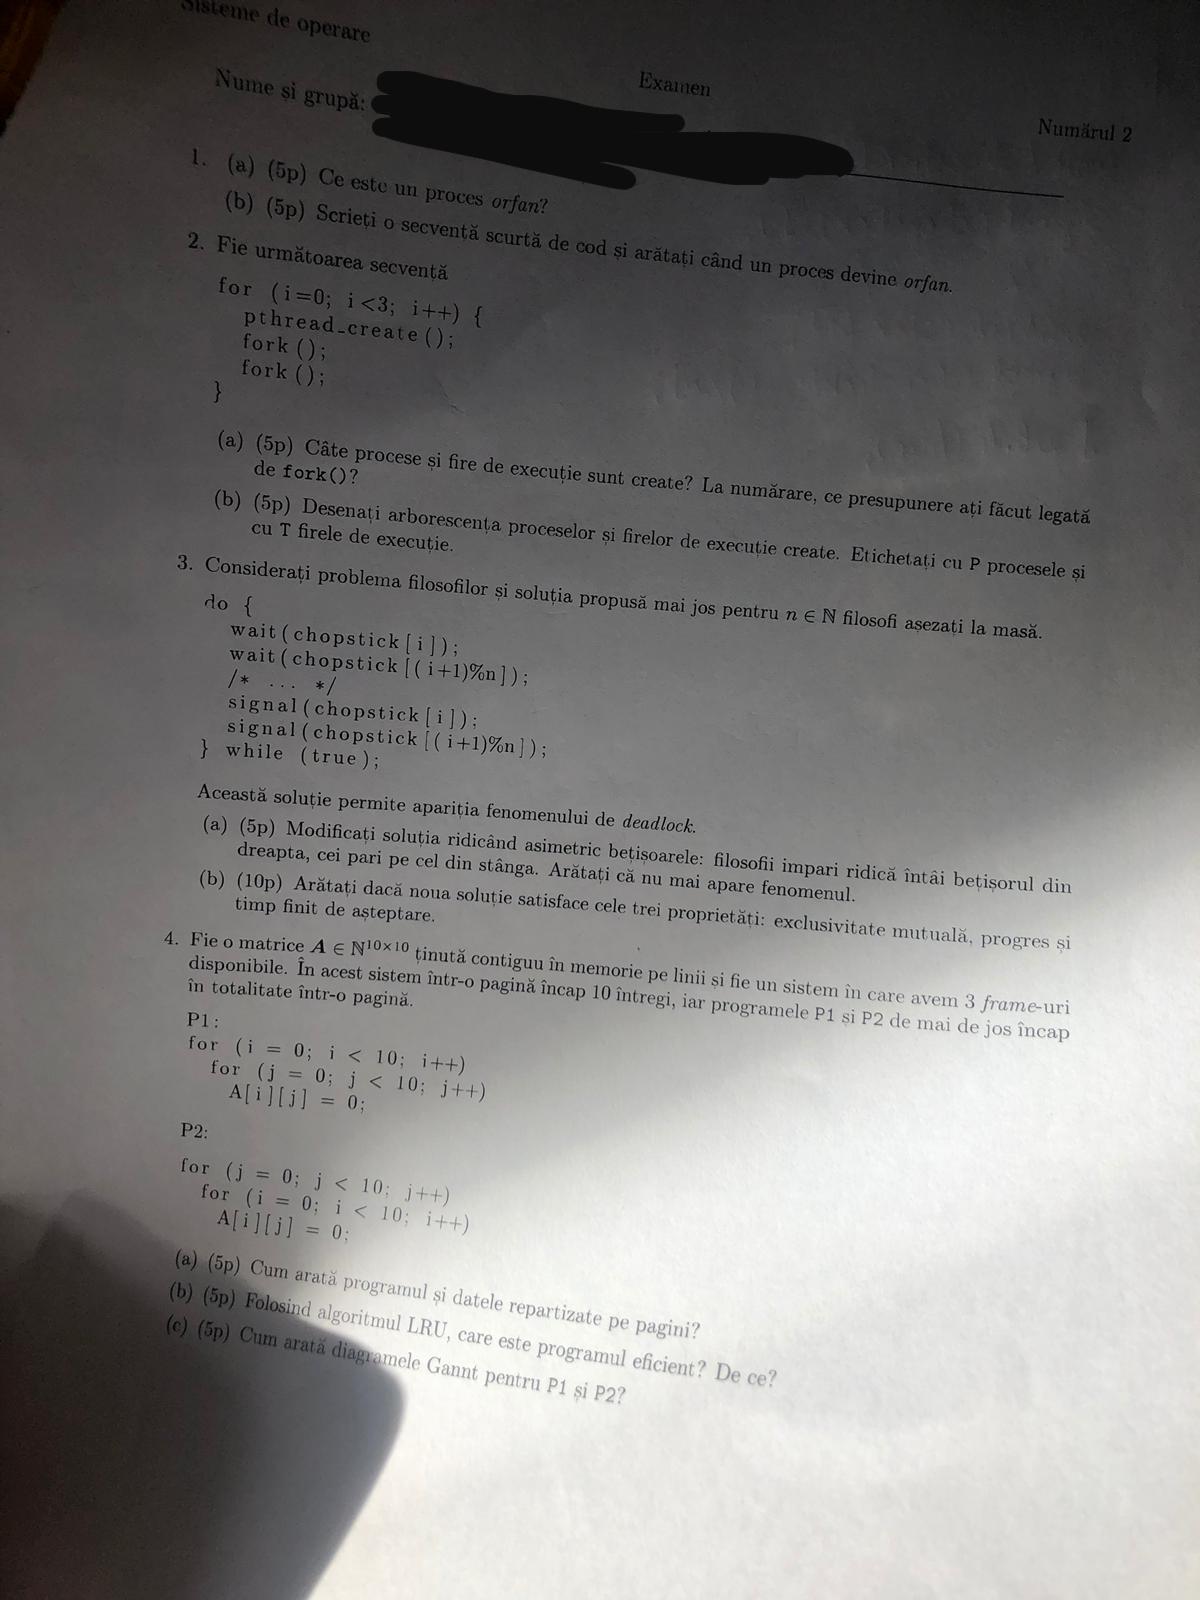 Sisteme de operare
Examen
Numărul 2
Nume și grupă:
1. (a) (5p) Ce este un proces orfan?
(b) (5p) Scrieți o secvență scurtă de cod și arătați când un proces devine orfan.
2. Fie următoarea secvență
for (i=0; i<3; i++) {
pthread_create();
fork();
fork();
}
(a) (5p) Câte procese și fire de execuție sunt create? La numărare, ce presupunere ați făcut legată
de fork()?
(b) (5p) Desenați arborescența proceselor și firelor de execuție create. Etichetați cu P procesele și
cu T firele de execuție.
3. Considerați problema filosofilor și soluția propusă mai jos pentru n ∈ ℕ filosofi așezați la masă.
do {
wait(chopstick[i]);
wait(chopstick[(i+1)%n]);
/* ... */
signal(chopstick[i]);
signal(chopstick[(i+1)%n]);
} while (true);
Această soluție permite apariția fenomenului de deadlock.
(a) (5p) Modificați soluția ridicând asimetric bețișoarele: filosofii impari ridică întâi bețișorul din
dreapta, cei pari pe cel din stânga. Arătați că nu mai apare fenomenul.
(b) (10p) Arătați dacă noua soluție satisface cele trei proprietăți: exclusivitate mutuală, progres și
timp finit de așteptare.
4. Fie o matrice A ∈ ℕ^10×10 ținută contiguu în memorie pe linii și fie un sistem în care avem 3 frame-uri
disponibile. În acest sistem într-o pagină încap 10 întregi, iar programele P1 și P2 de mai de jos încap
în totalitate într-o pagină.
P1:
for (i = 0; i < 10; i++)
for (j = 0; j < 10; j++)
A[i][j] = 0;
P2:
for (j = 0; j < 10; j++)
for (i = 0; i < 10; i++)
A[i][j] = 0;
(a) (5p) Cum arată programul și datele repartizate pe pagini?
(b) (5p) Folosind algoritmul LRU, care este programul eficient? De ce?
(c) (5p) Cum arată diagramele Gannt pentru P1 și P2?